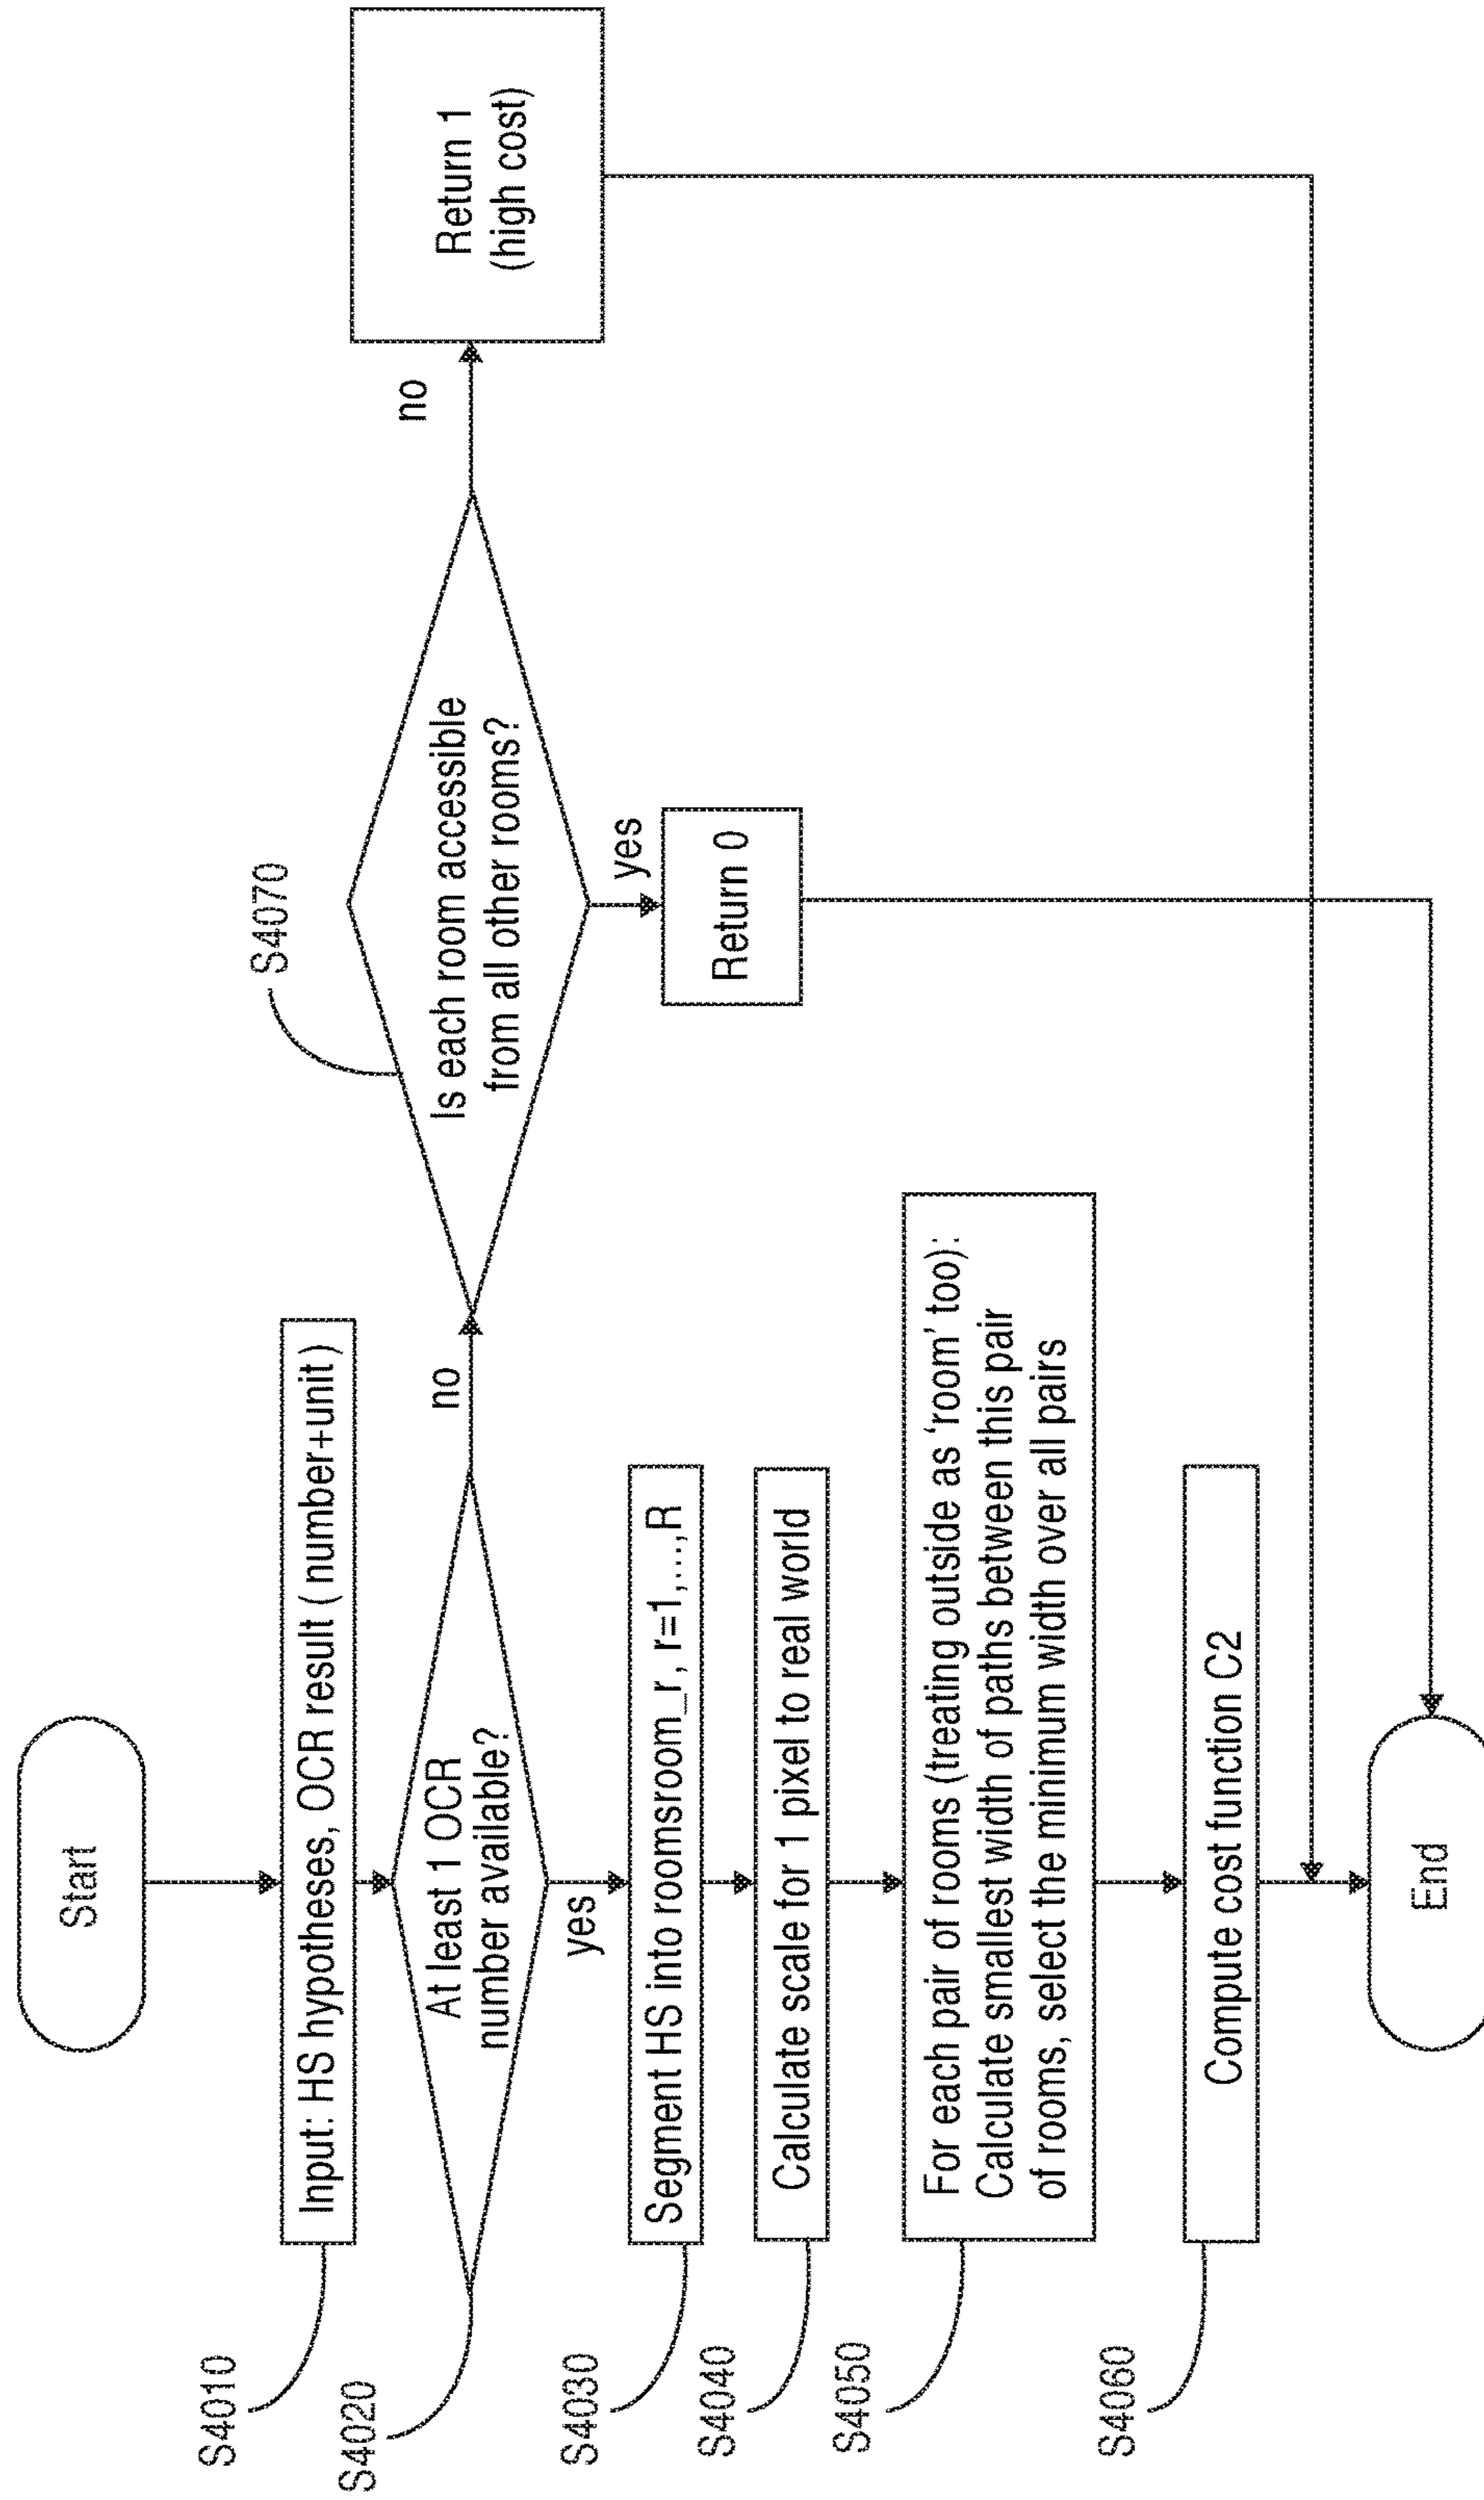 Start
S4010
Input: HS hypotheses, OCR result ( number+unit)
S4020
At least 1 OCR
number available?
no
yes
S4070
Is each room accessible
from all other rooms?
no
yes
Return 1
(high cost)
Return 0
S4030
Segment HS into roomsroom_r, r=1,...,R
S4040
Calculate scale for 1 pixel to real world
S4050
For each pair of rooms (treating outside as ‘room’ too):
Calculate smallest width of paths between this pair
of rooms, select the minimum width over all pairs
S4060
Compute cost function C2
End